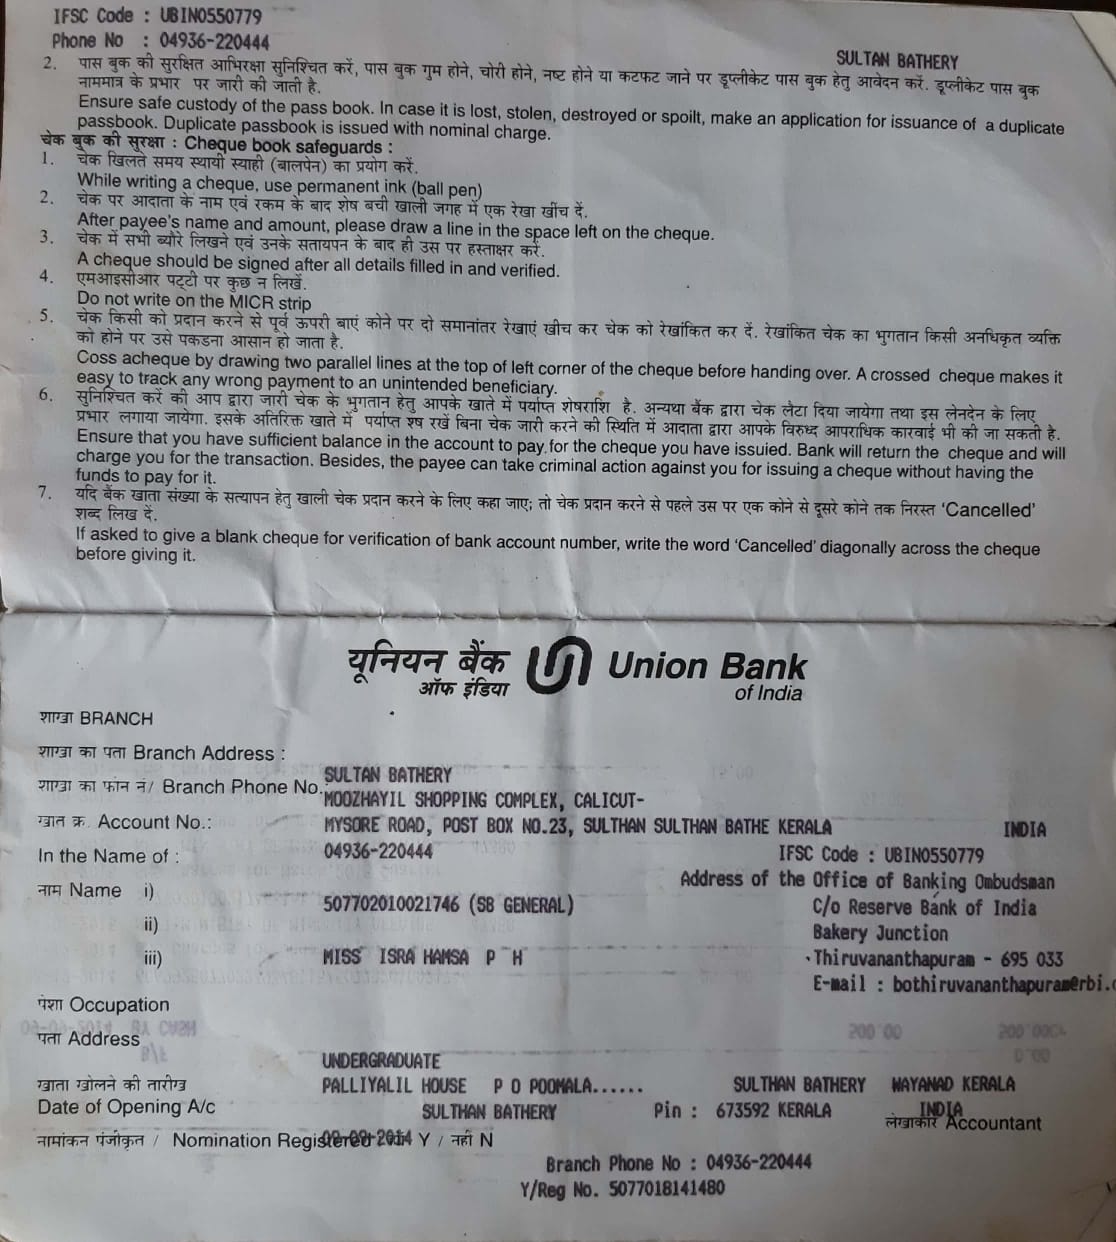 IFSC Code : UBIN0550779
Phone No : 04936-220444
SULTAN BATHERY
2. पास बुक की सुरक्षित आभिरक्षा सुनिश्चित करें, पास बुक गुम होने, चोरी होने, नष्ट होने या कटफट जाने पर डूप्लीकेट पास बुक हेतु आवेदन करें. डूप्लीकेट पास बुक
नाममात्र के प्रभार पर जारी की जाती है.
Ensure safe custody of the pass book. In case it is lost, stolen, destroyed or spoilt, make an application for issuance of a duplicate
passbook. Duplicate passbook is issued with nominal charge.
चेक बुक की सुरक्षा : Cheque book safeguards :
1. चेक खिलते समय स्थायी स्याही (बालपेन) का प्रयोग करें.
While writing a cheque, use permanent ink (ball pen)
2. चेक पर आदाता के नाम एवं रकम के बाद शेष बची खाली जगह में एक रेखा खींच दें.
After payee's name and amount, please draw a line in the space left on the cheque.
3. चेक में सभी ब्यौरे लिखने एवं उनके सतायपन के बाद ही उस पर हस्ताक्षर करें.
A cheque should be signed after all details filled in and verified.
4. एमआइसीआर पट्टी पर कुछ न लिखें.
Do not write on the MICR strip
5. चेक किसी को प्रदान करने से पूर्व ऊपरी बाएं कोने पर दो समानांतर रेखाएं खीच कर चेक को रेखांकित कर दें. रेखांकित चेक का भुगतान किसी अनधिकृत व्यक्ति
को होने पर उसे पकडना आसान हो जाता है.
Coss acheque by drawing two parallel lines at the top of left corner of the cheque before handing over. A crossed cheque makes it
easy to track any wrong payment to an unintended beneficiary.
6. सुनिश्चित करें की आप द्वारा जारी चेक के भुगतान हेतु आपके खाते में पर्याप्त शेषराशि है. अन्यथा बैंक द्वारा चेक लैटा दिया जायेगा तथा इस लेनदेन के लिए
प्रभार लगाया जायेगा. इसके अतिरिक्त खाते में पर्याप्त श्ष रखें बिना चेक जारी करने की स्थिति में आदाता द्वारा आपके विरुध्द आपराधिक कारवाई भी की जा सकती है.
Ensure that you have sufficient balance in the account to pay for the cheque you have issuied. Bank will return the cheque and will
charge you for the transaction. Besides, the payee can take criminal action against you for issuing a cheque without having the
funds to pay for it.
7. यदि बैंक खाता संख्या के सत्यापन हेतु खाली चेक प्रदान करने के लिए कहा जाए; तो चेक प्रदान करने से पहले उस पर एक कोने से दूसरे कोने तक निरस्त 'Cancelled'
शब्द लिख दें.
If asked to give a blank cheque for verification of bank account number, write the word 'Cancelled' diagonally across the cheque
before giving it.
यूनियन बैंक Union Bank
ऑफ इंडिया of India
शाखा BRANCH
शाखा का पता Branch Address :
SULTAN BATHERY
शाखा का फोन नं/ Branch Phone No.
MOOZHAYIL SHOPPING COMPLEX, CALICUT-
खात क्र. Account No.:
MYSORE ROAD, POST BOX NO.23, SULTHAN SULTHAN BATHE KERALA INDIA
In the Name of :
04936-220444
IFSC Code : UBIN0550779
Address of the Office of Banking Ombudsman
नाम Name i)
507702010021746 (SB GENERAL)
C/o Reserve Bank of India
ii)
Bakery Junction
iii)
MISS ISRA HAMSA P H
Thiruvananthapuram - 695 033
E-mail : bothiruvananthapuram@rbi.
पेशा Occupation
पता Address
UNDERGRADUATE
खाता खोलने की तारीख
PALLIYALIL HOUSE P O POOMALA...... SULTHAN BATHERY WAYANAD KERALA
Date of Opening A/c
SULTHAN BATHERY Pin : 673592 KERALA INDIA
लेखाकार Accountant
नामांकन पंजीकृत / Nomination Registered Y / नहीं N
Branch Phone No : 04936-220444
Y/Reg No. 5077018141480